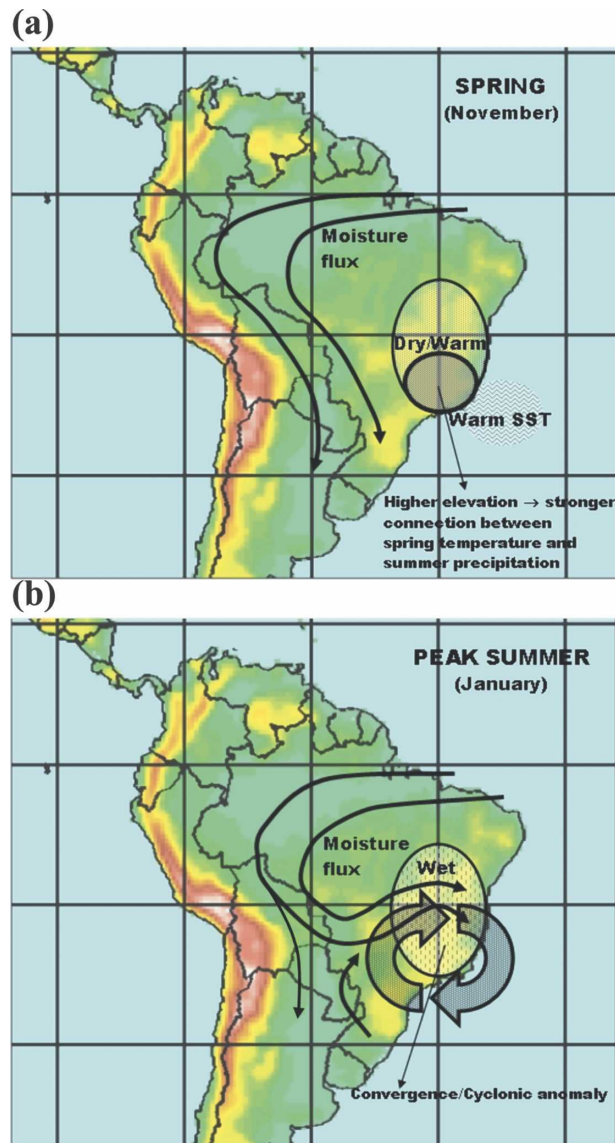 (a)
SPRING
(November)
Moisture
flux
Dry/Warm
Warm SST
Higher elevation → stronger
connection between
spring temperature and
summer precipitation
(b)
PEAK SUMMER
(January)
Moisture
flux
Wet
Convergence/Cyclonic anomaly